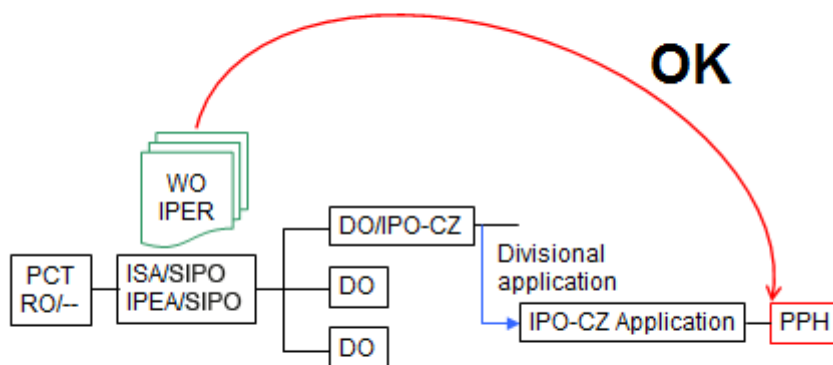 OK
WO
IPER
DO/IPO-CZ
Divisional
application
PCT
RO/--
ISA/SIPO
IPEA/SIPO
DO
IPO-CZ Application
PPH
DO